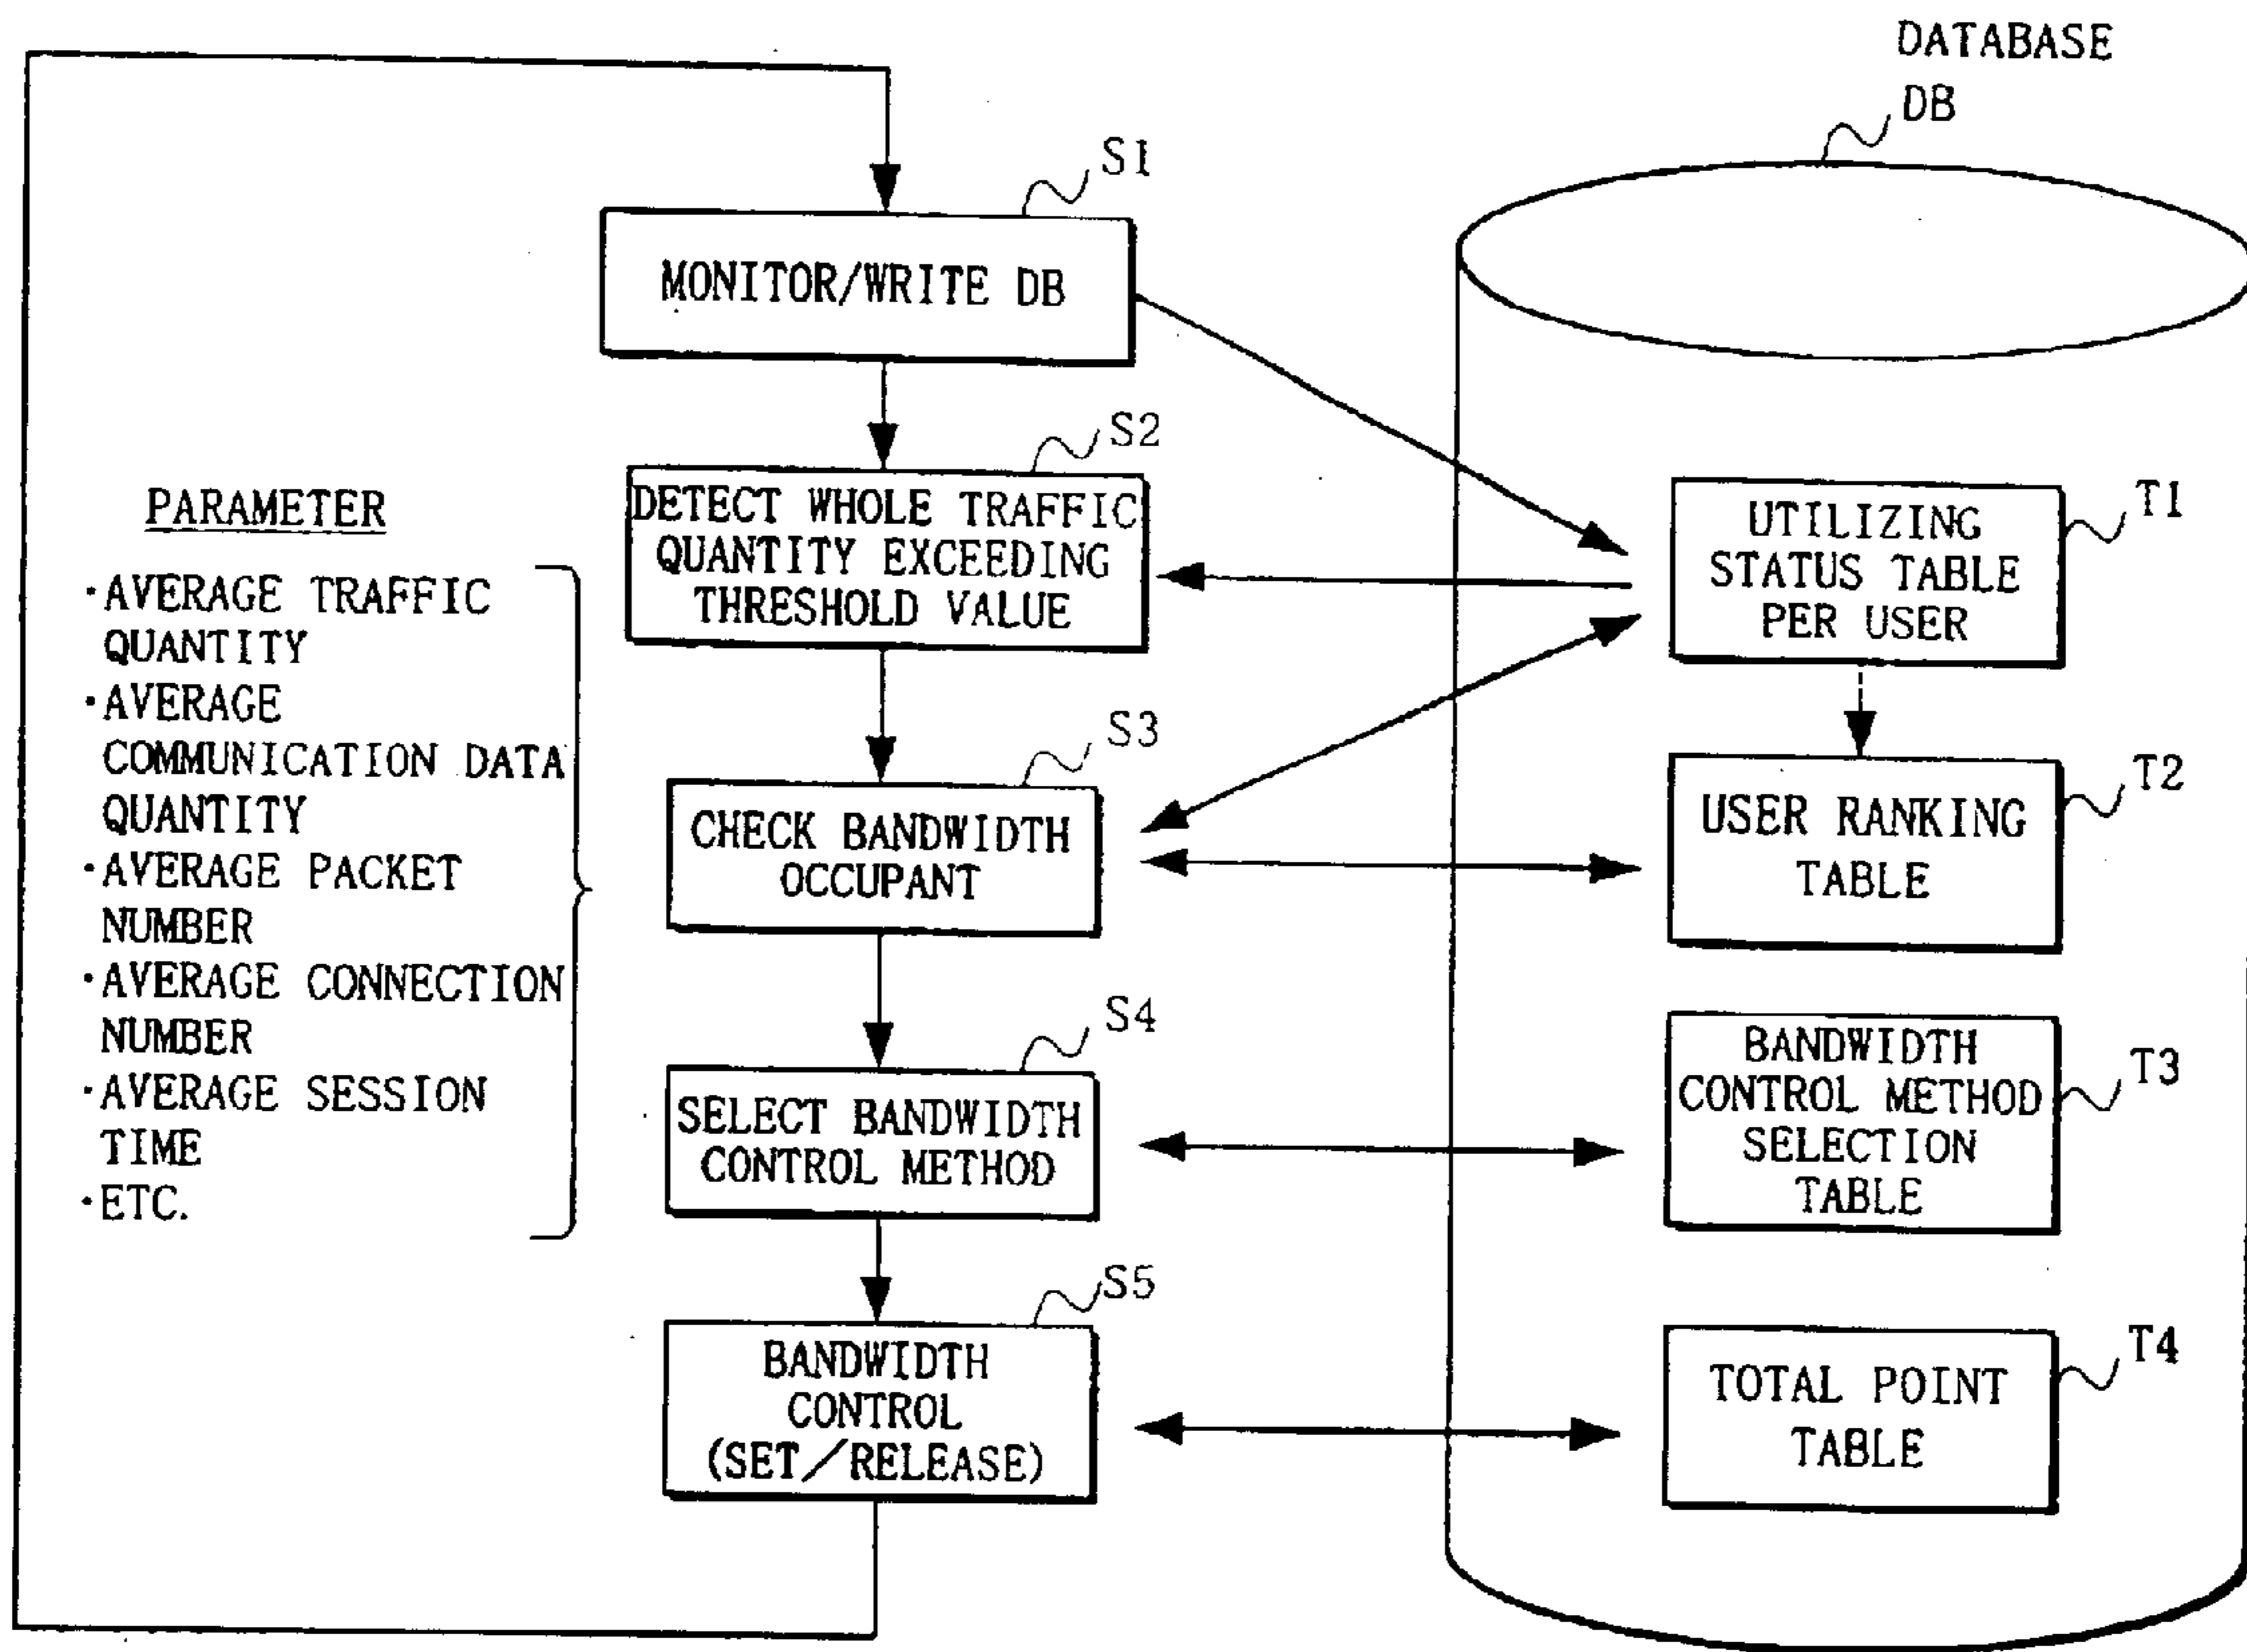 DATABASE
DB
S1
MONITOR/WRITE DB
S2
DETECT WHOLE TRAFFIC
QUANTITY EXCEEDING
THRESHOLD VALUE
PARAMETER
·AVERAGE TRAFFIC
QUANTITY
·AVERAGE
COMMUNICATION DATA
QUANTITY
·AVERAGE PACKET
NUMBER
·AVERAGE CONNECTION
NUMBER
·AVERAGE SESSION
TIME
·ETC.
S3
CHECK BANDWIDTH
OCCUPANT
S4
SELECT BANDWIDTH
CONTROL METHOD
S5
BANDWIDTH
CONTROL
(SET/RELEASE)
T1
UTILIZING
STATUS TABLE
PER USER
T2
USER RANKING
TABLE
T3
BANDWIDTH
CONTROL METHOD
SELECTION
TABLE
T4
TOTAL POINT
TABLE